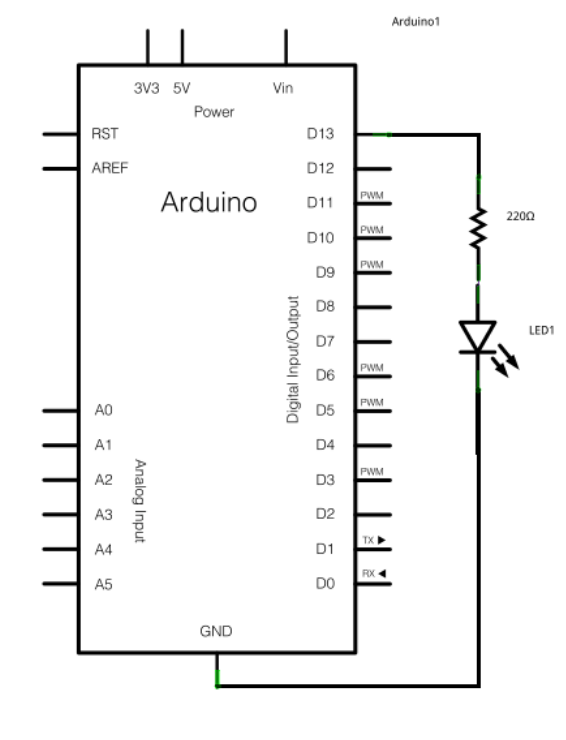 Arduino1
3V3 5V Vin
Power
RST D13
AREF D12
D11 PWM
Arduino
D10 PWM
220Ω
D9 PWM
D8
Digital Input/Output
LED1
D7
D6 PWM
A0 D5 PWM
A1 D4
A2 D3 PWM
Analog Input
A3 D2
A4 D1 TX ▶
A5 D0 RX ◀
GND